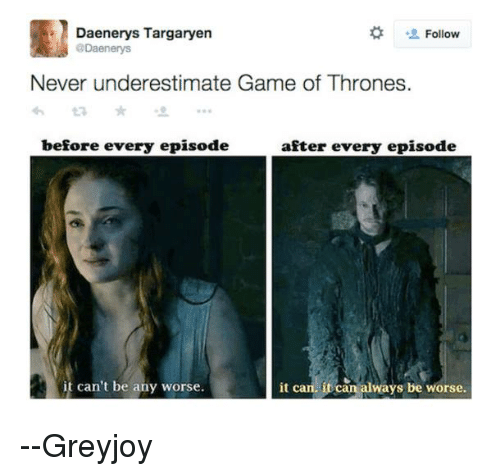 Daenerys Targaryen
@Daenerys
Follow
Never underestimate Game of Thrones.
before every episode
after every episode
it can't be any worse.
it can. it can always be worse.
--Greyjoy